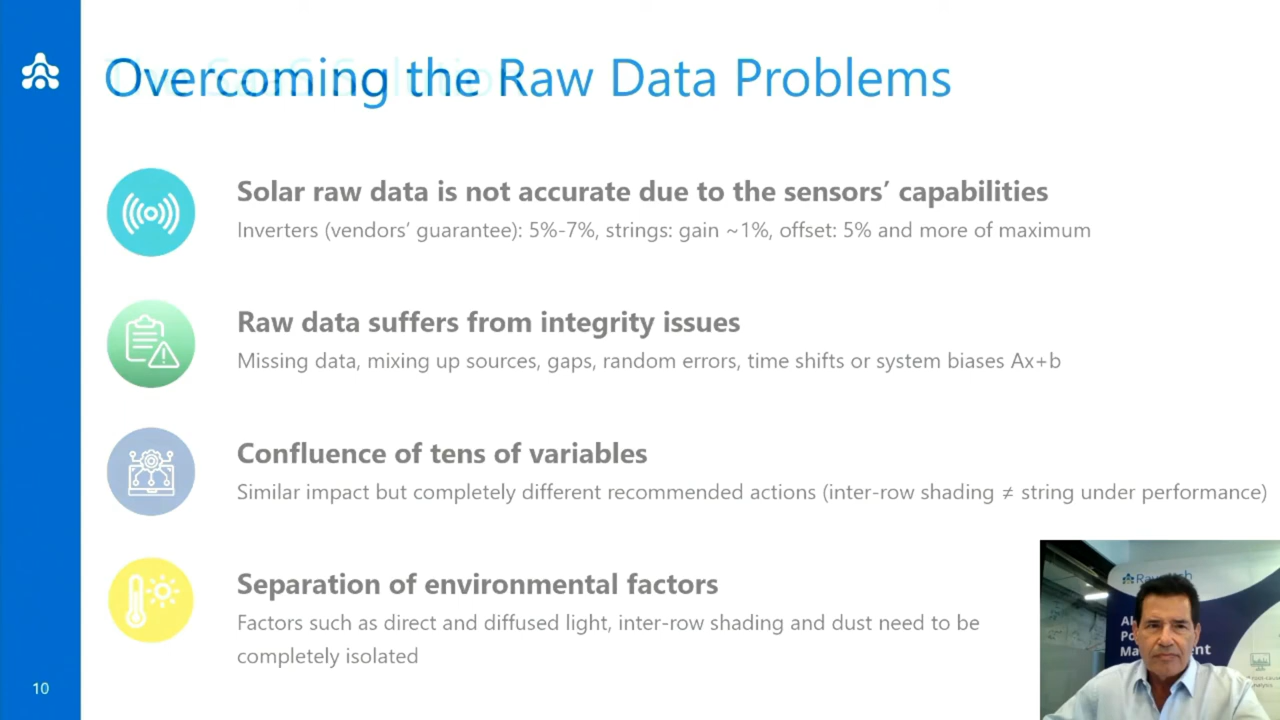 Overcoming the Raw Data Problems
Solar raw data is not accurate due to the sensors’ capabilities
Inverters (vendors’ guarantee): 5%-7%, strings: gain ~1%, offset: 5% and more of maximum
Raw data suffers from integrity issues
Missing data, mixing up sources, gaps, random errors, time shifts or system biases Ax+b
Confluence of tens of variables
Similar impact but completely different recommended actions (inter-row shading ≠ string under performance)
Separation of environmental factors
Factors such as direct and diffused light, inter-row shading and dust need to be
completely isolated
10